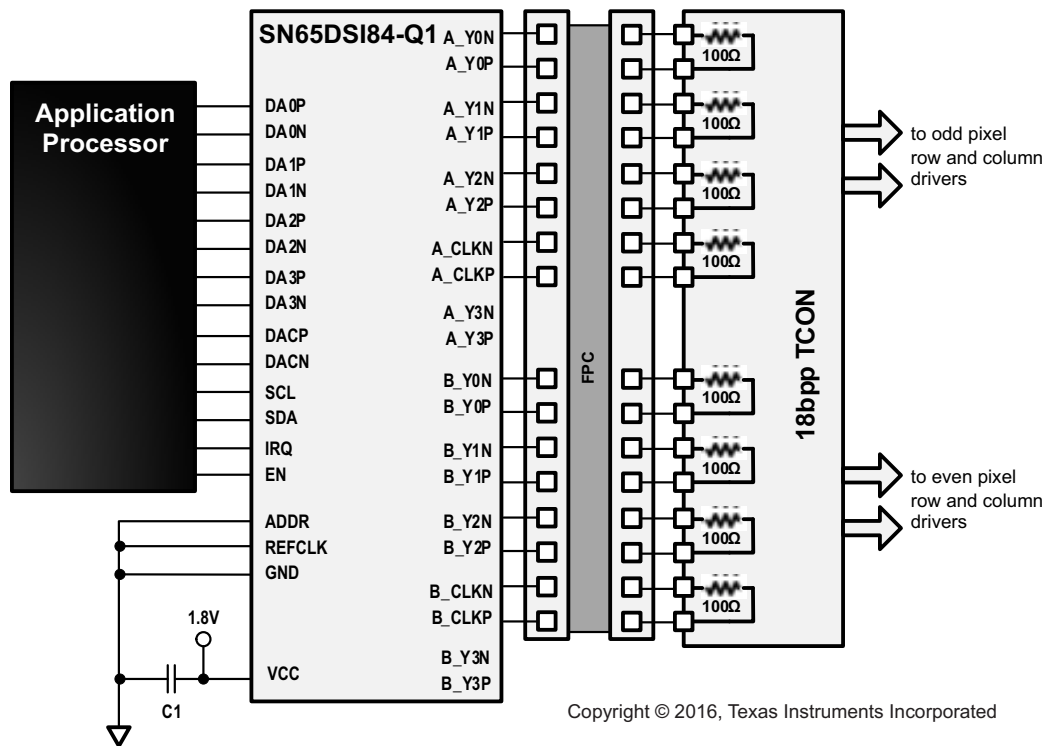 SN65DSI84-Q1
Application
Processor
DA0P
DA0N
DA1P
DA1N
DA2P
DA2N
DA3P
DA3N
DACP
DACN
SCL
SDA
IRQ
EN
ADDR
REFCLK
GND
1.8V
VCC
C1
A_Y0N
A_Y0P
A_Y1N
A_Y1P
A_Y2N
A_Y2P
A_CLKN
A_CLKP
A_Y3N
A_Y3P
B_Y0N
B_Y0P
B_Y1N
B_Y1P
B_Y2N
B_Y2P
B_CLKN
B_CLKP
B_Y3N
B_Y3P
FPC
100Ω
100Ω
100Ω
100Ω
100Ω
100Ω
100Ω
100Ω
18bpp TCON
to odd pixel
row and column
drivers
to even pixel
row and column
drivers
Copyright © 2016, Texas Instruments Incorporated